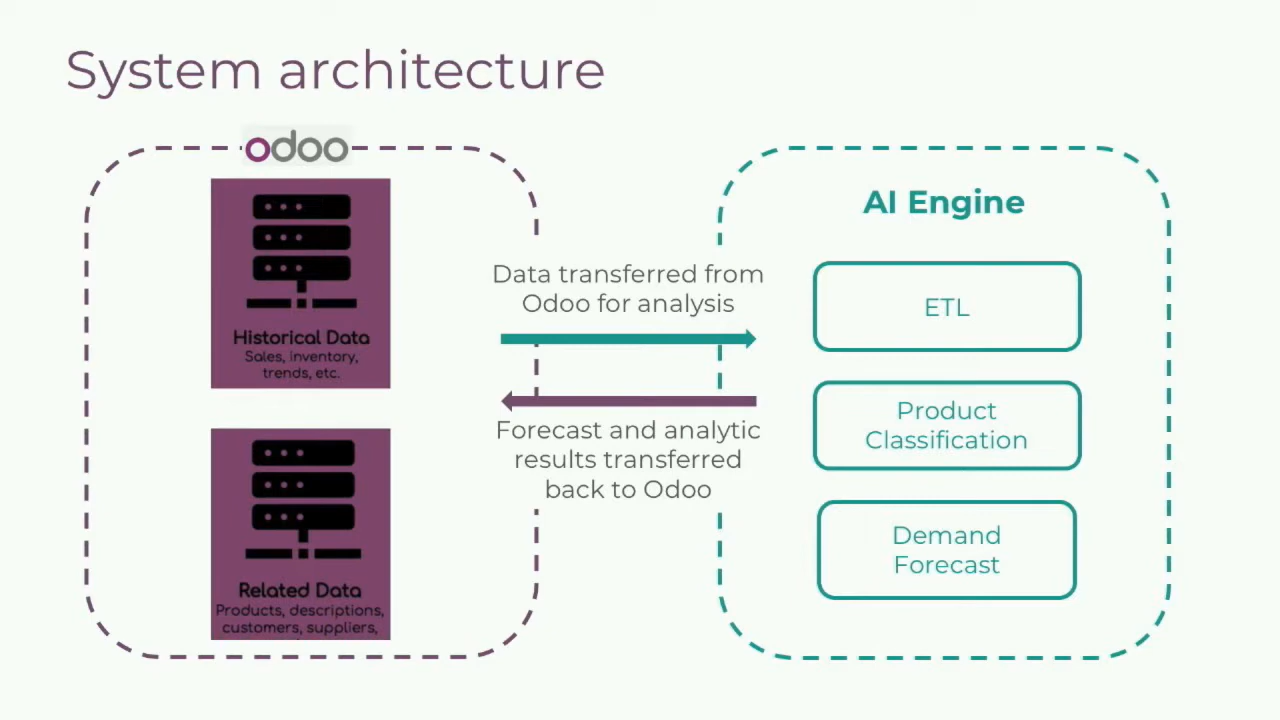 System architecture
odoo
Historical Data
Sales, inventory,
trends, etc.
Related Data
Products, descriptions,
customers, suppliers,
Data transferred from
Odoo for analysis
Forecast and analytic
results transferred
back to Odoo
AI Engine
ETL
Product
Classification
Demand
Forecast